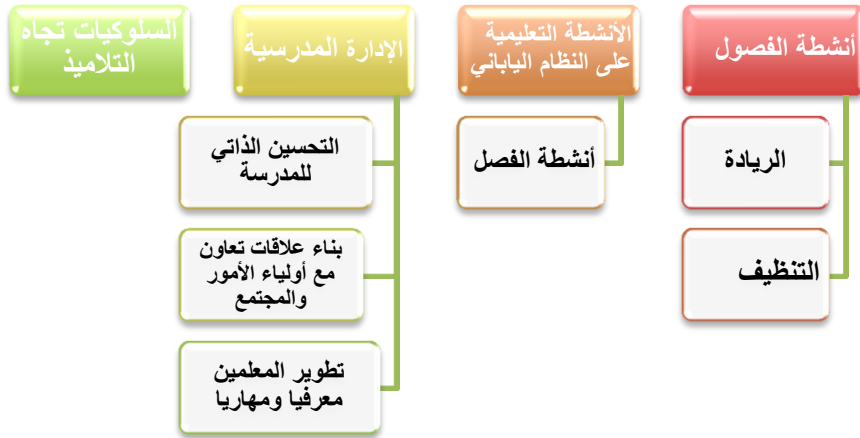 أنشطة الفصول
الريادة
التنظيف
الأنشطة التعليمية
على النظام الياباني
أنشطة الفصل
الإدارة المدرسية
التحسين الذاتي
للمدرسة
بناء علاقات تعاون
مع أولياء الأمور
والمجتمع
تطوير المعلمين
معرفيا ومهاريا
السلوكيات تجاه
التلاميذ